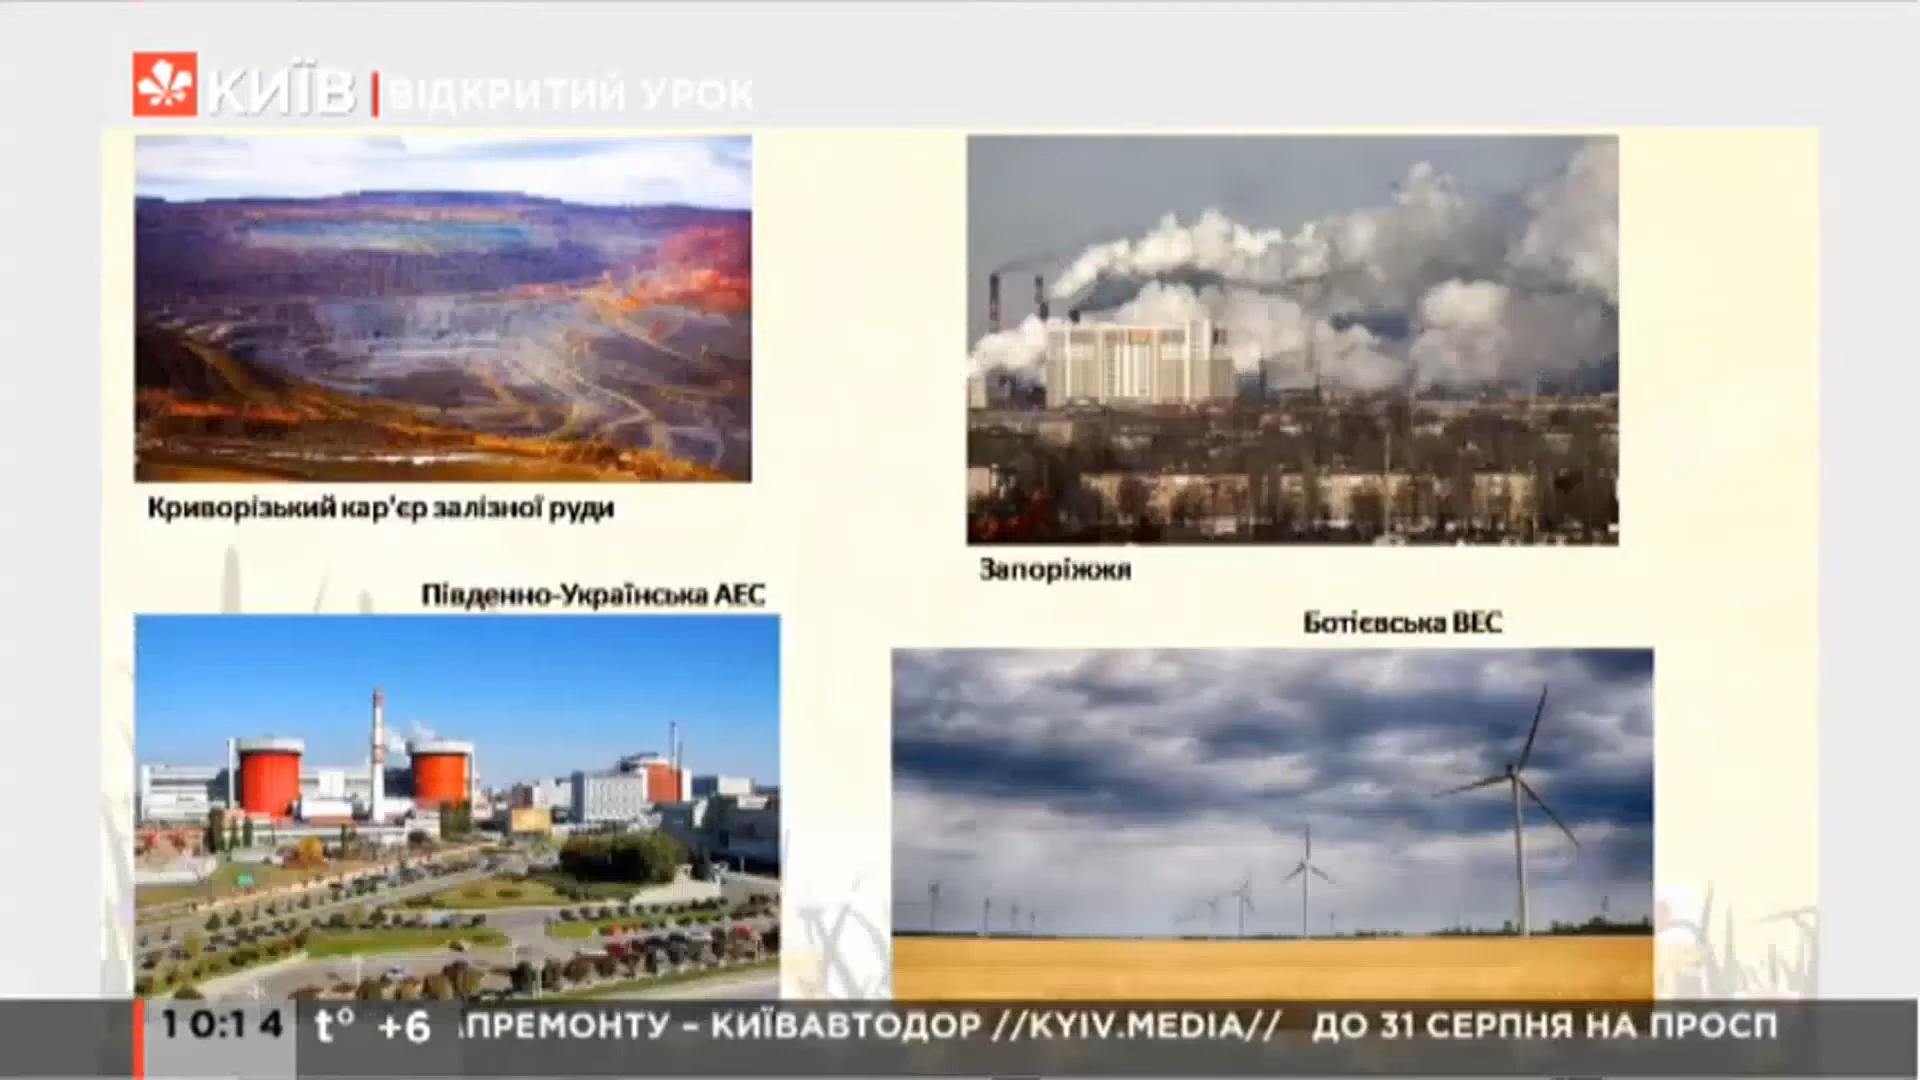 КИЇВ | ВІДКРИТИЙ УРОК
Криворізький кар'єр залізної руди
Запоріжжя
Південно-Українська АЕС
Ботієвська ВЕС
10:14 t° +6 ПРЕМОНТУ – КИЇВАВТОДОР //KYIV.MEDIA// ДО 31 СЕРПНЯ НА ПРОСП